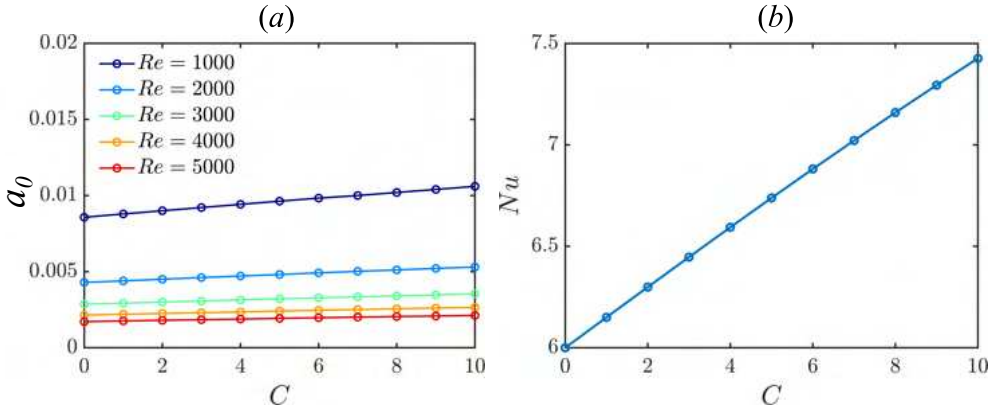 (a)
0.02
0.015
0.01
0.005
0
a0
Re = 1000
Re = 2000
Re = 3000
Re = 4000
Re = 5000
0 2 4 6 8 10
C
(b)
7.5
7
6.5
6
Nu
0 2 4 6 8 10
C